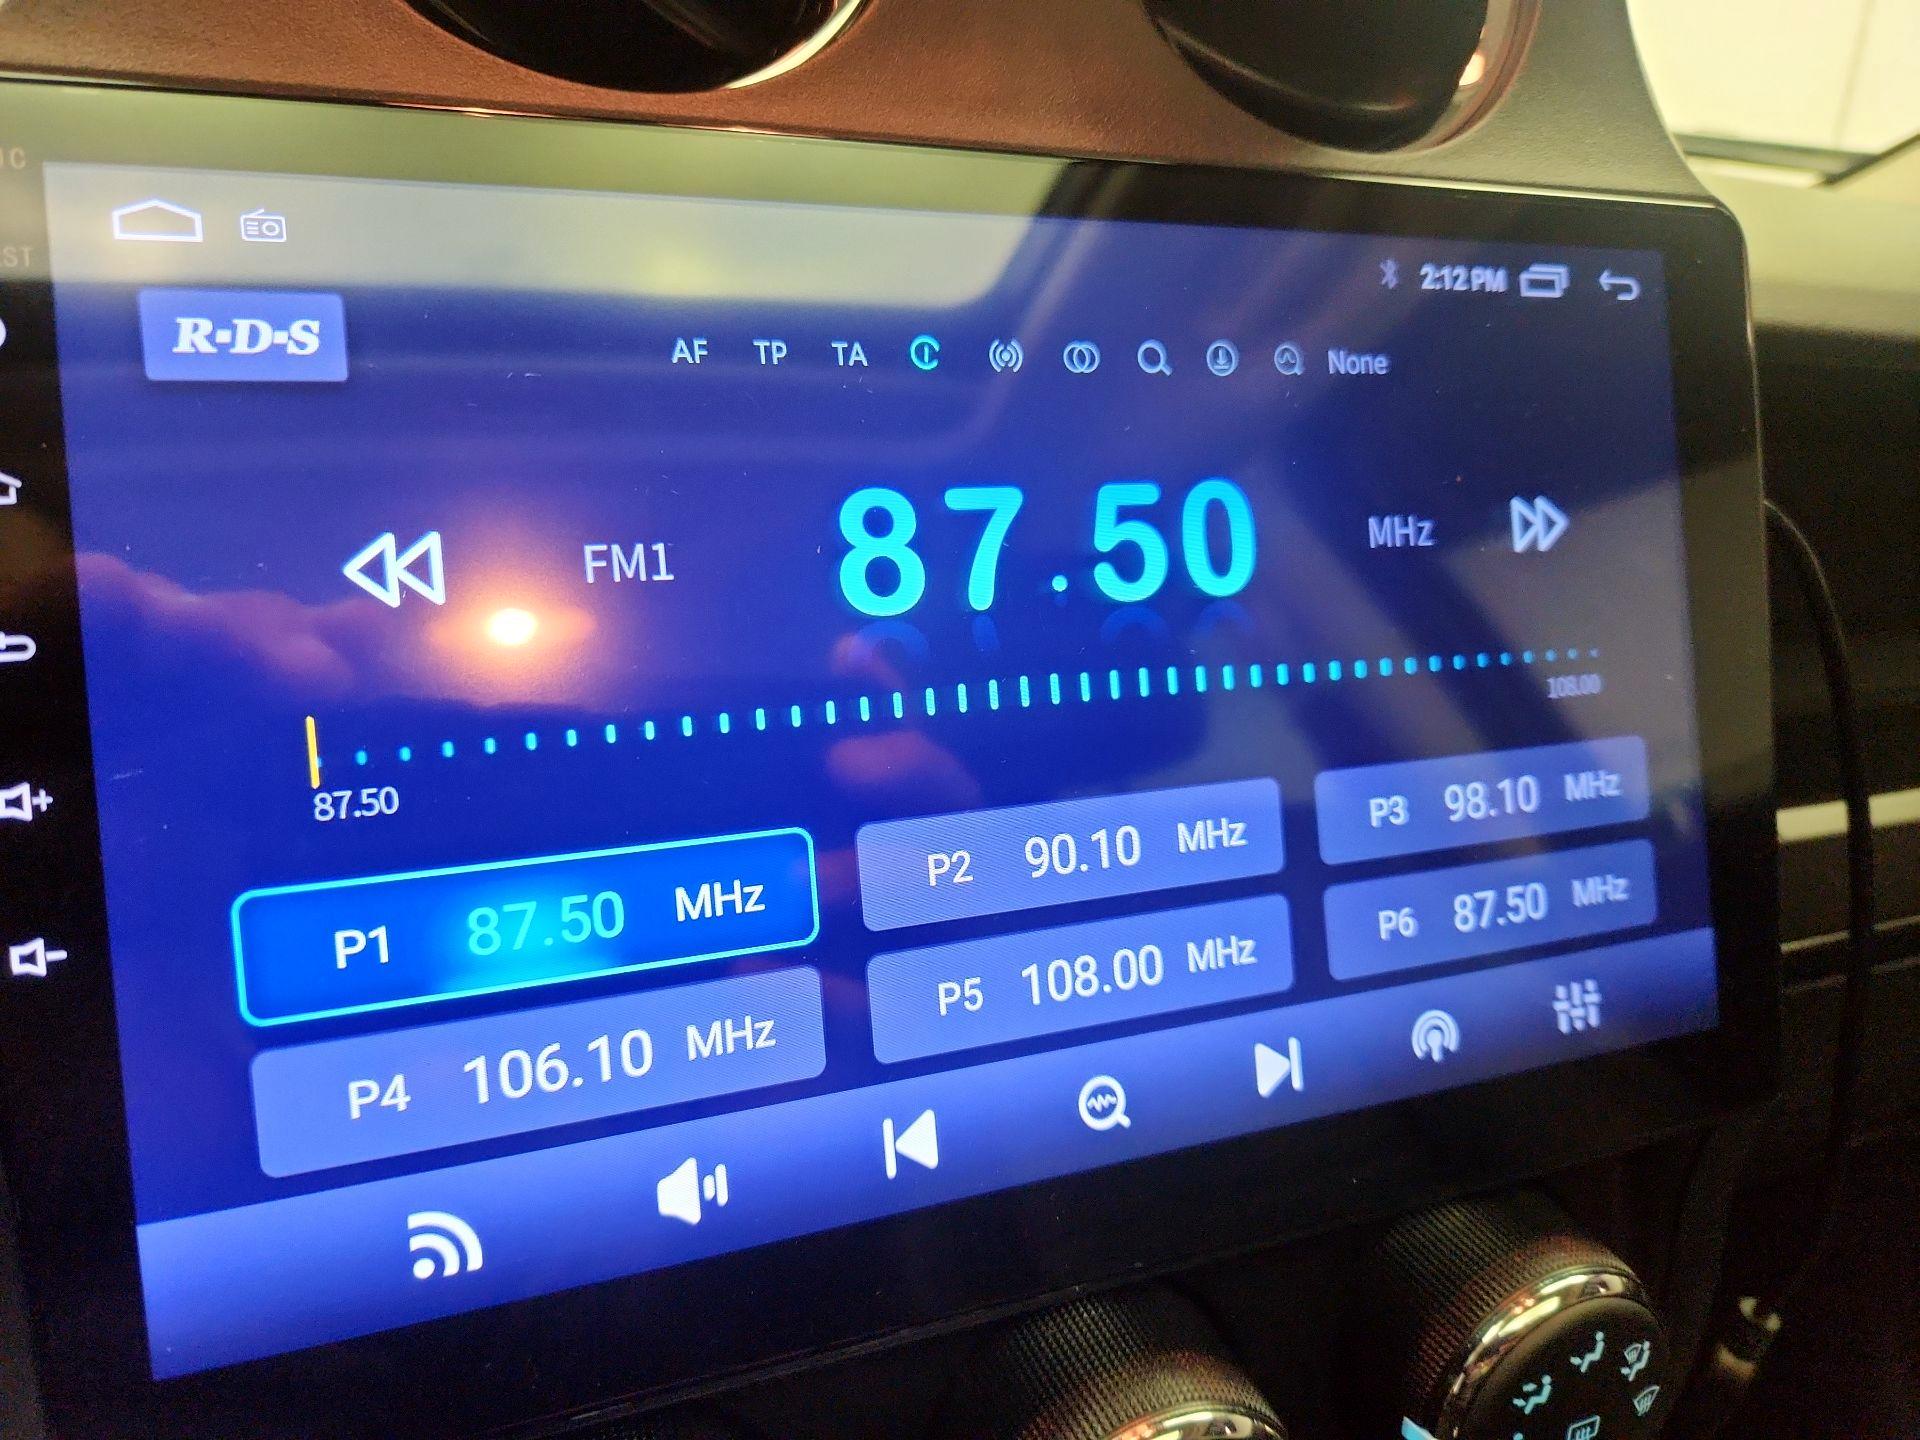 2:12 PM
R·D·S
AF TP TA None
FM1 87.50 MHz
108.00
87.50
P1 87.50 MHz
P2 90.10 MHz
P3 98.10 MHz
P4 106.10 MHz
P5 108.00 MHz
P6 87.50 MHz